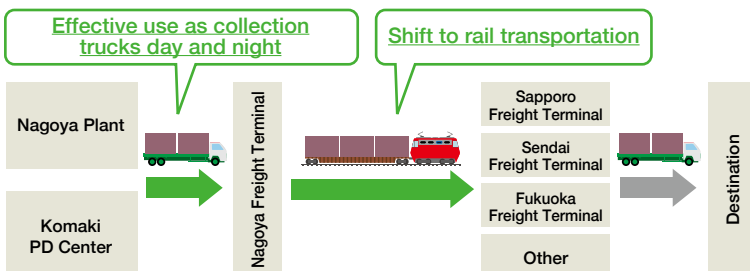 Effective use as collection
trucks day and night
Shift to rail transportation
Nagoya Plant
Komaki
PD Center
Nagoya Freight Terminal
Sapporo
Freight Terminal
Sendai
Freight Terminal
Fukuoka
Freight Terminal
Other
Destination